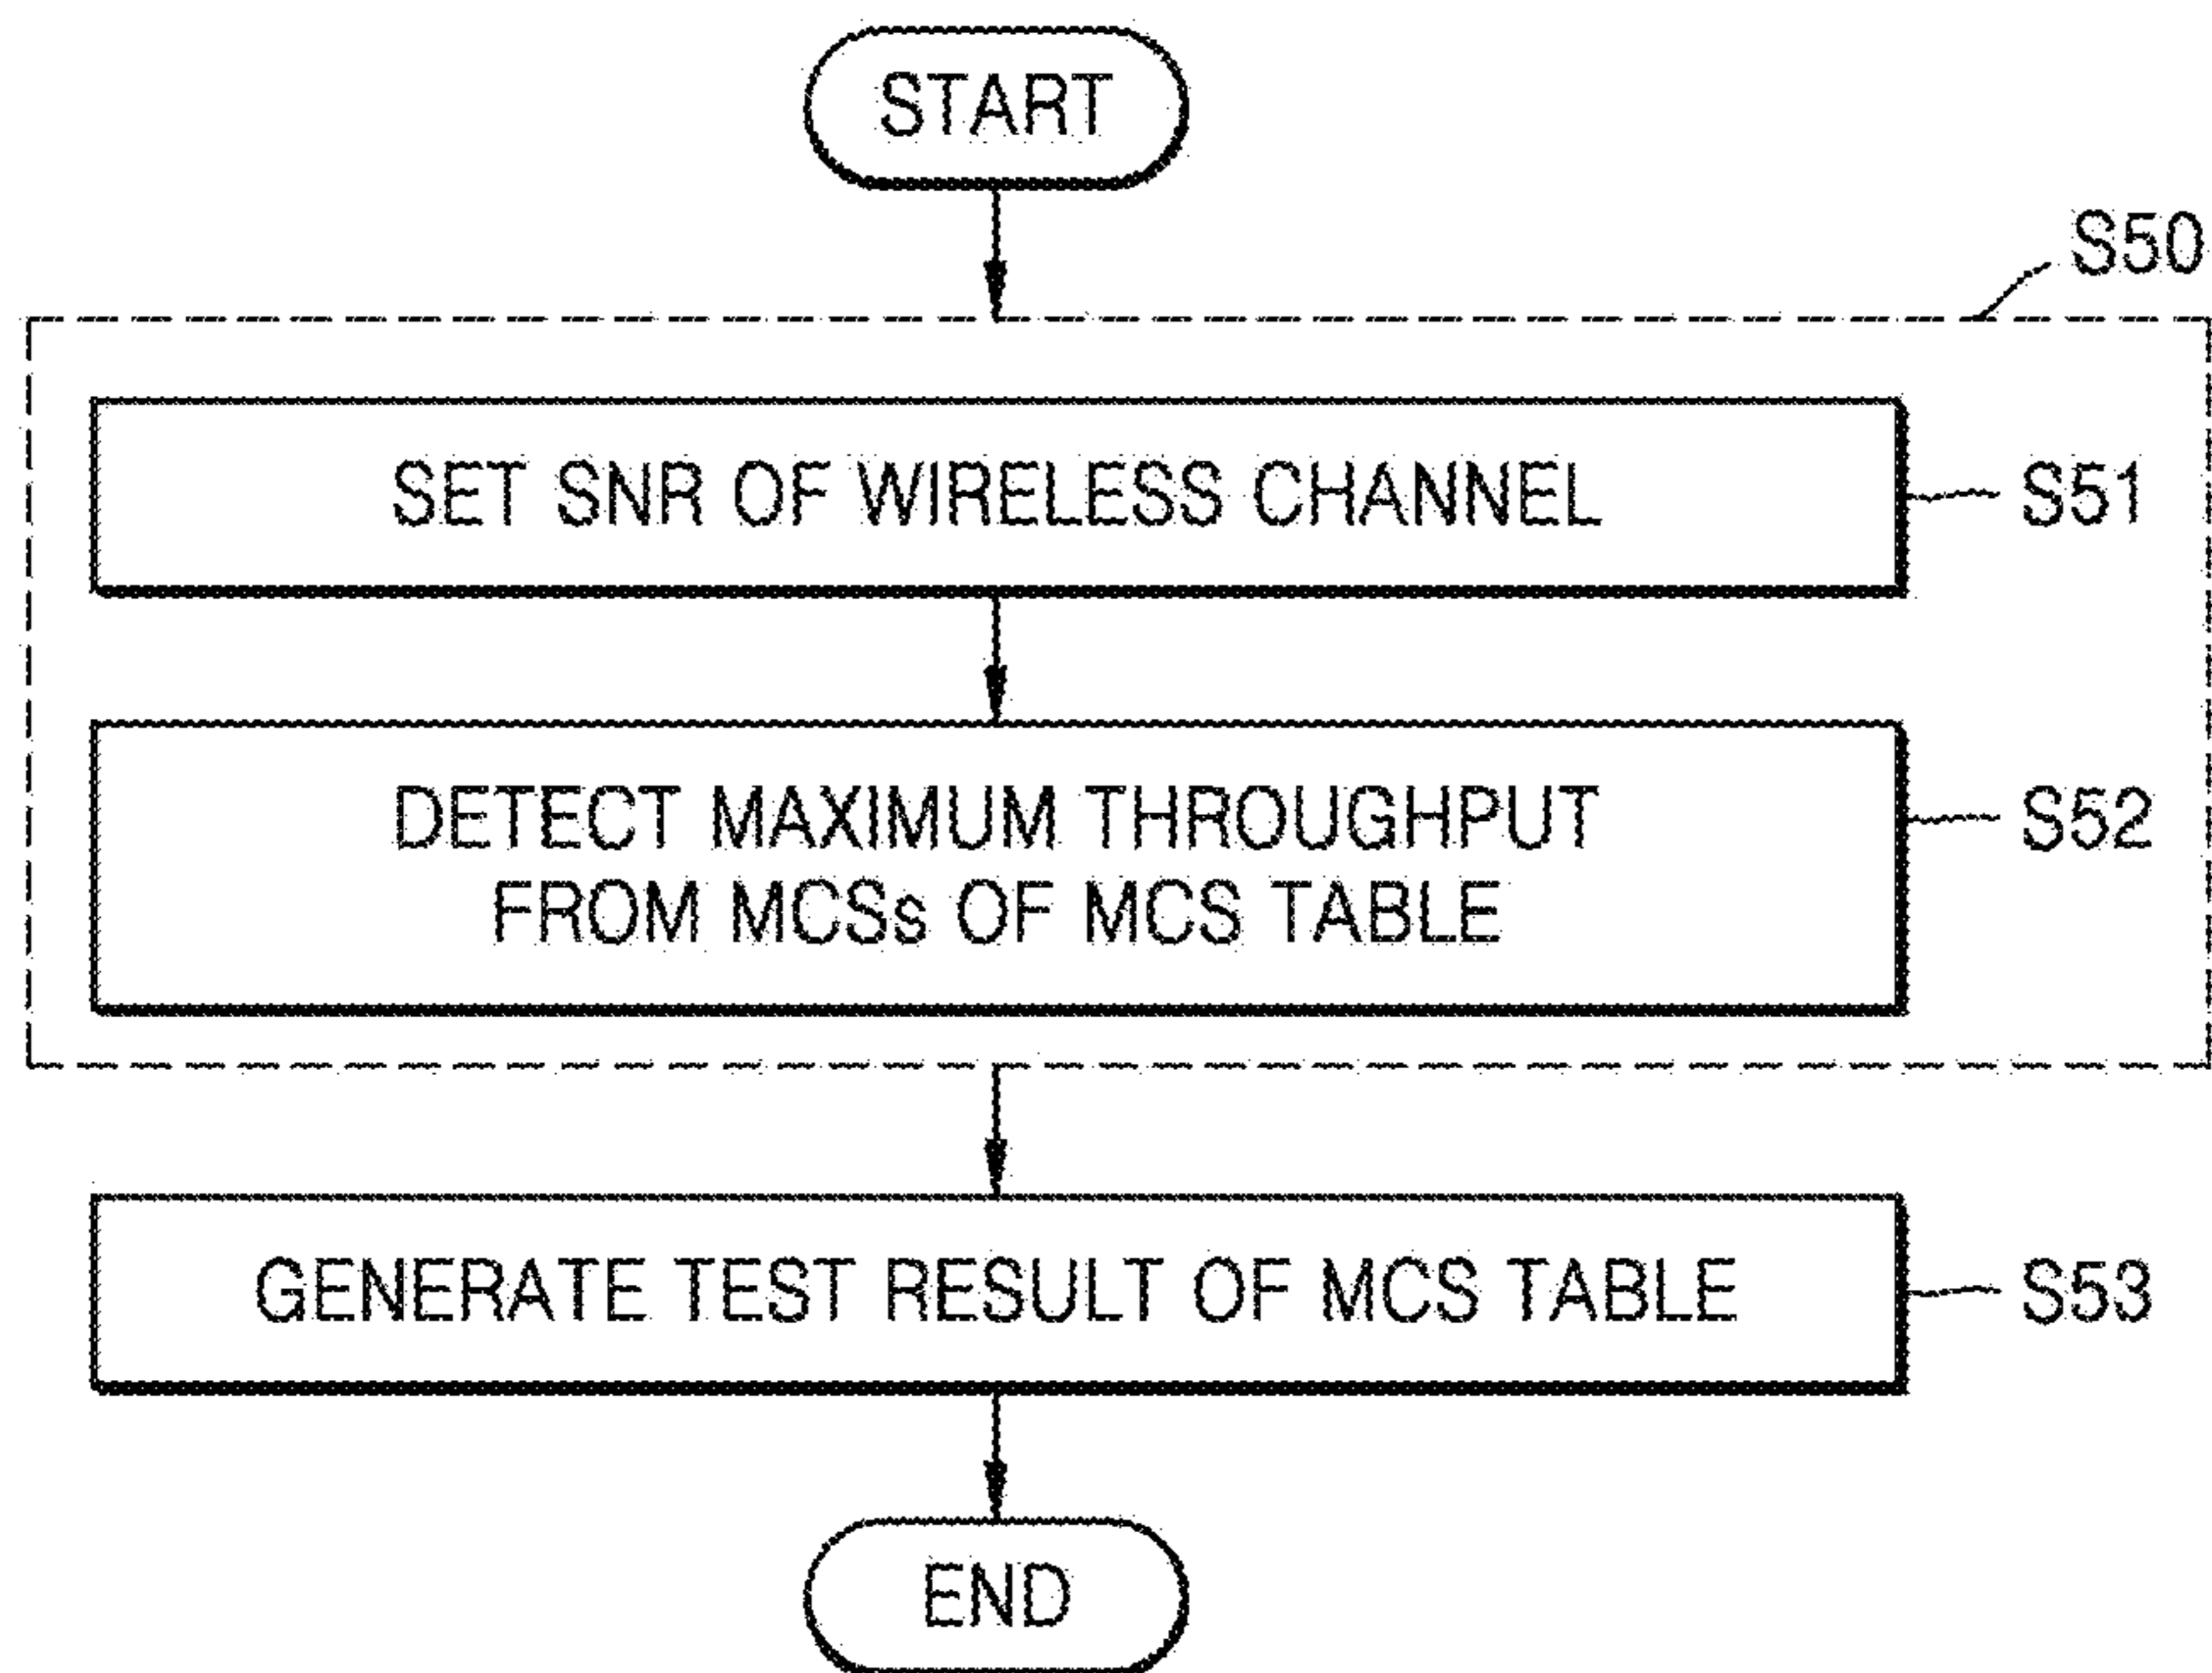 START
S50
SET SNR OF WIRELESS CHANNEL
S51
DETECT MAXIMUM THROUGHPUT
FROM MCSs OF MCS TABLE
S52
GENERATE TEST RESULT OF MCS TABLE
S53
END